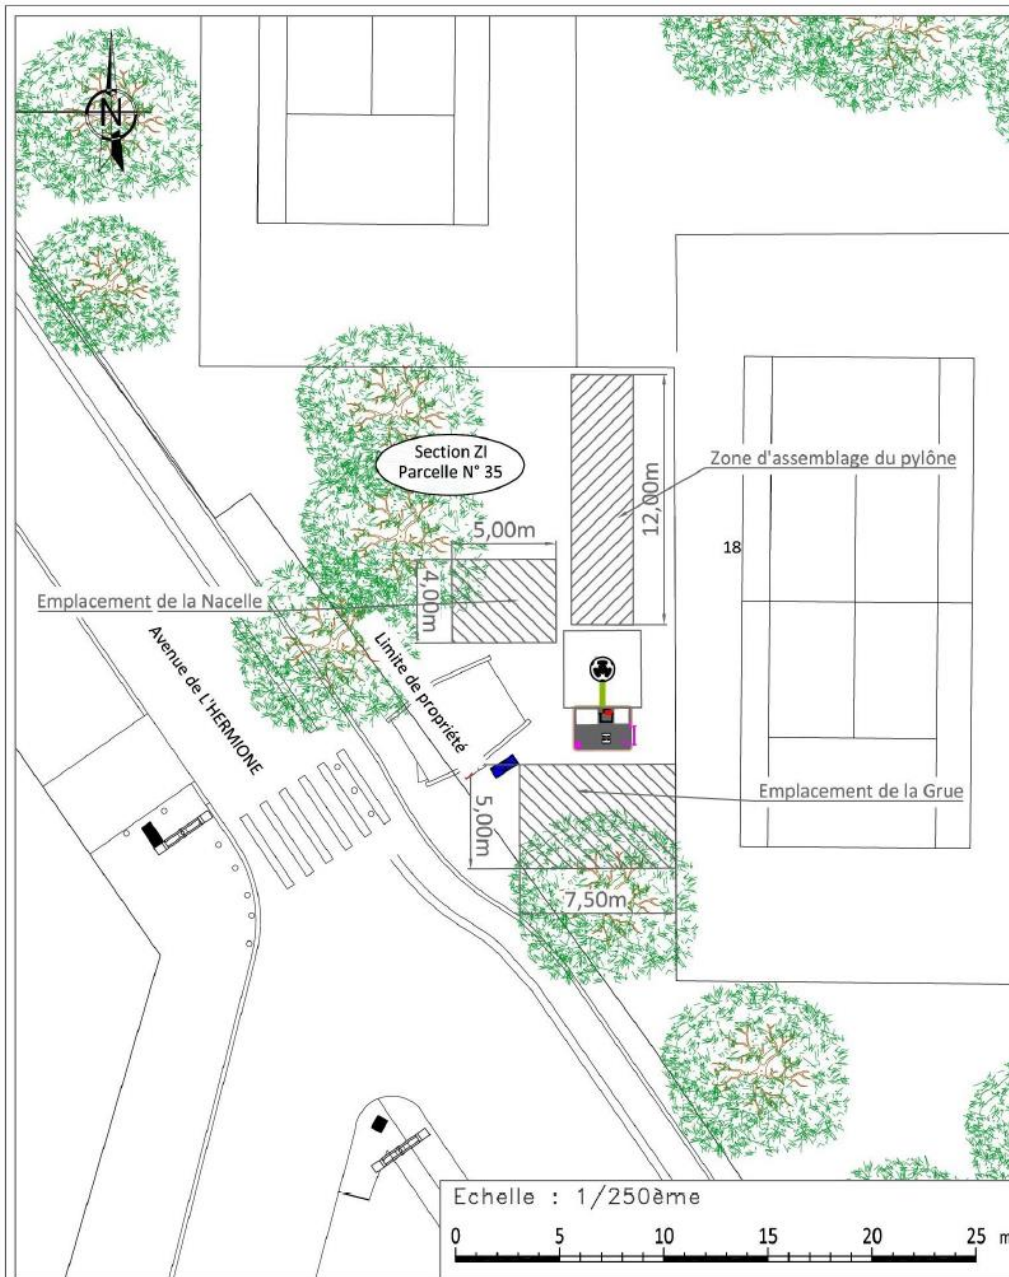 N
Section ZI
Parcelle N° 35
Zone d'assemblage du pylône
12,00m
5,00m
4,00m
18
Emplacement de la Nacelle
Avenue de L'HERMIONE
Limite de propriété
Emplacement de la Grue
5,00m
7,50m
Echelle : 1/250ème
0 5 10 15 20 25 m